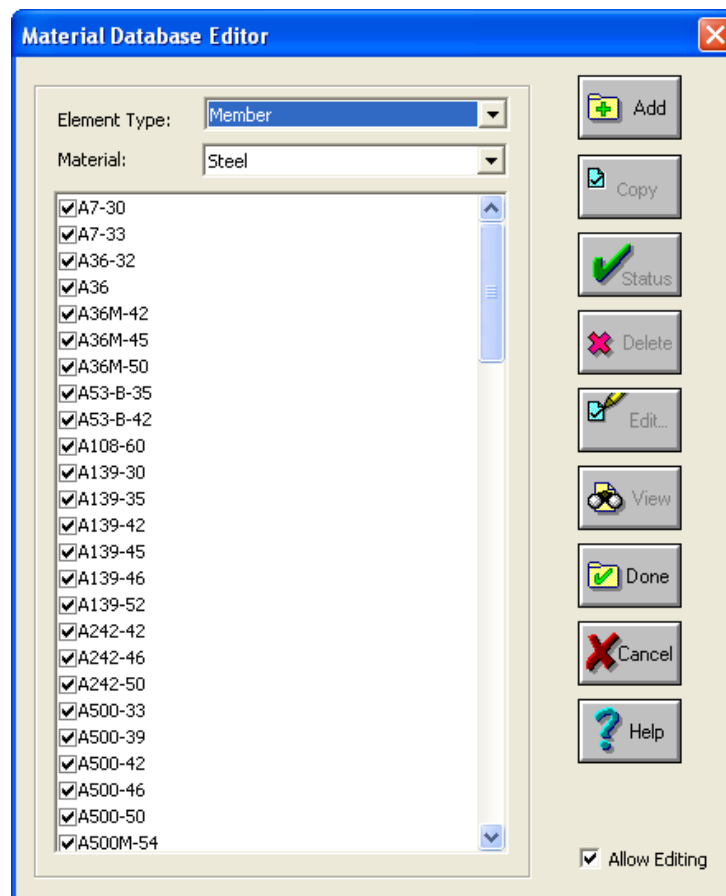 Material Database Editor
Element Type: Member
Material: Steel
A7-30
A7-33
A36-32
A36
A36M-42
A36M-45
A36M-50
A53-B-35
A53-B-42
A108-60
A139-30
A139-35
A139-42
A139-45
A139-46
A139-52
A242-42
A242-46
A242-50
A500-33
A500-39
A500-42
A500-46
A500-50
A500M-54
Add
Copy
Status
Delete
Edit...
View
Done
Cancel
Help
Allow Editing